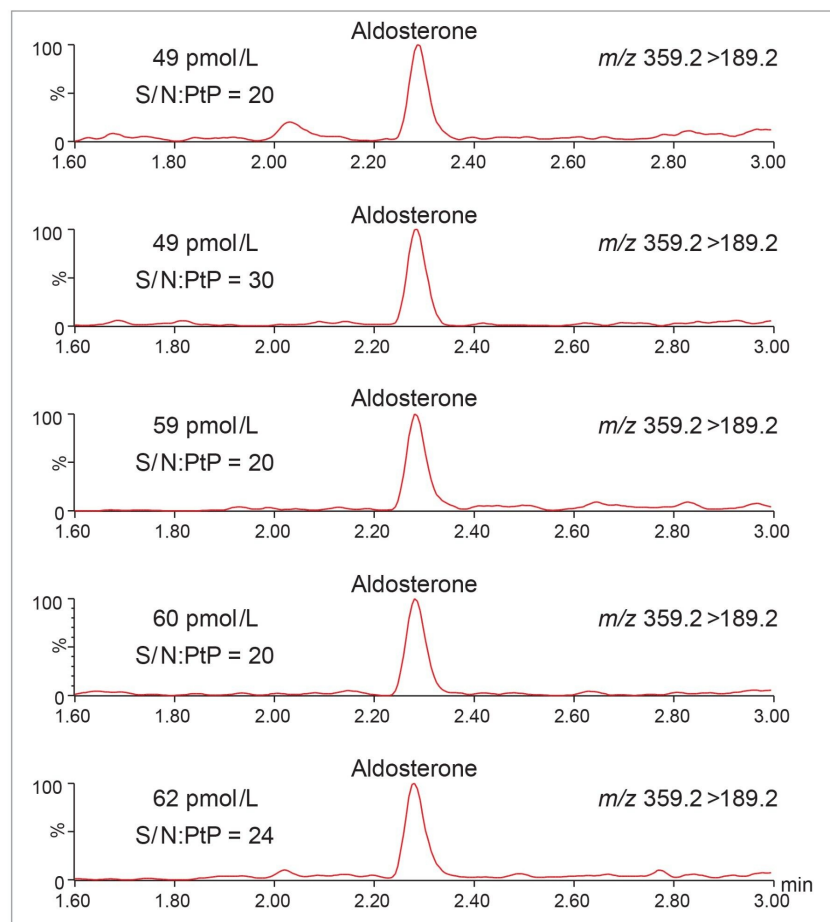 Aldosterone
100 49 pmol/L m/z 359.2 >189.2
% S/N:PtP = 20
0
1.60 1.80 2.00 2.20 2.40 2.60 2.80 3.00
Aldosterone
100 49 pmol/L m/z 359.2 >189.2
% S/N:PtP = 30
0
1.60 1.80 2.00 2.20 2.40 2.60 2.80 3.00
Aldosterone
100 59 pmol/L m/z 359.2 >189.2
% S/N:PtP = 20
0
1.60 1.80 2.00 2.20 2.40 2.60 2.80 3.00
Aldosterone
100 60 pmol/L m/z 359.2 >189.2
% S/N:PtP = 20
0
1.60 1.80 2.00 2.20 2.40 2.60 2.80 3.00
Aldosterone
100 62 pmol/L m/z 359.2 >189.2
% S/N:PtP = 24
0 min
1.60 1.80 2.00 2.20 2.40 2.60 2.80 3.00